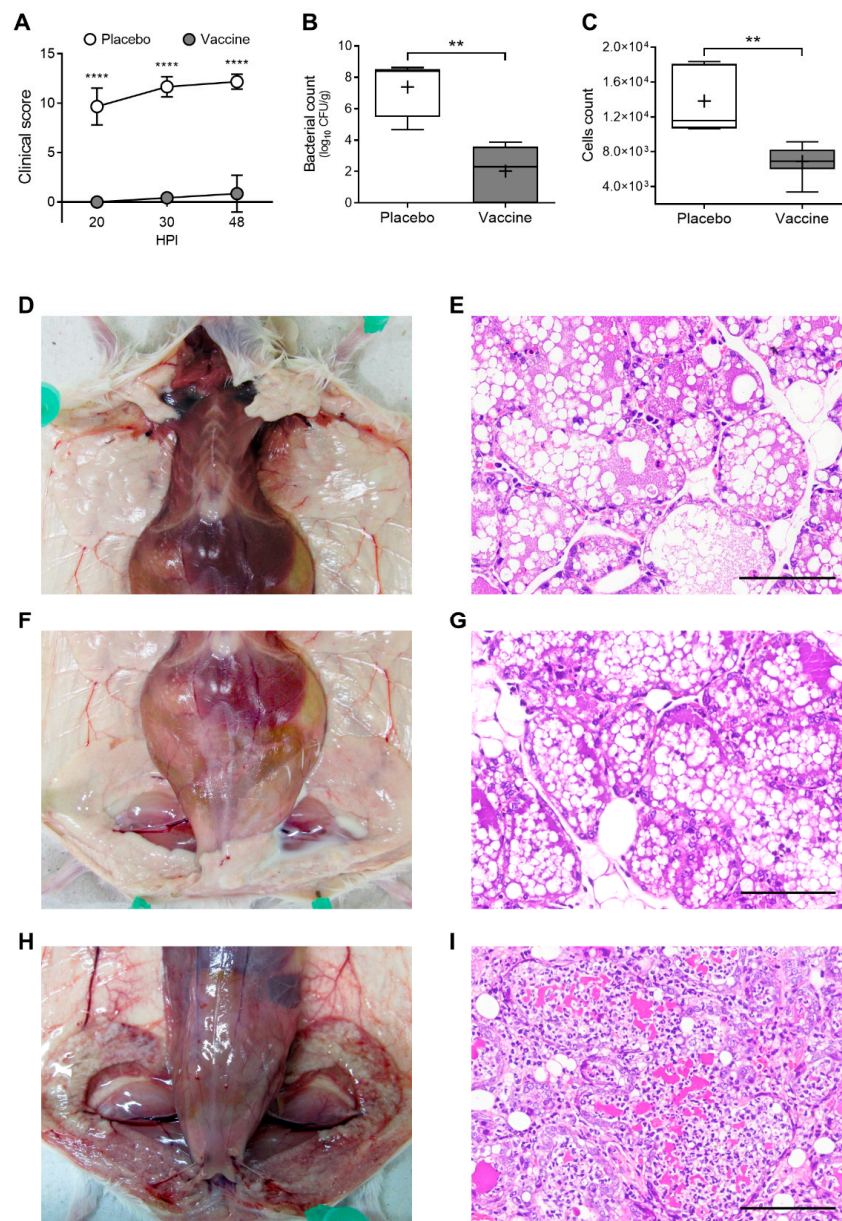 A
Placebo
Vaccine
15
10
5
0
****
****
****
Clinical score
20
30
48
HPI
B
**
10
8
6
4
2
0
Bacterial count
(log₁₀ CFU/g)
Placebo
Vaccine
C
**
2.0×10⁴
1.6×10⁴
1.2×10⁴
8.0×10³
4.0×10³
Cells count
Placebo
Vaccine
D
E
F
G
H
I